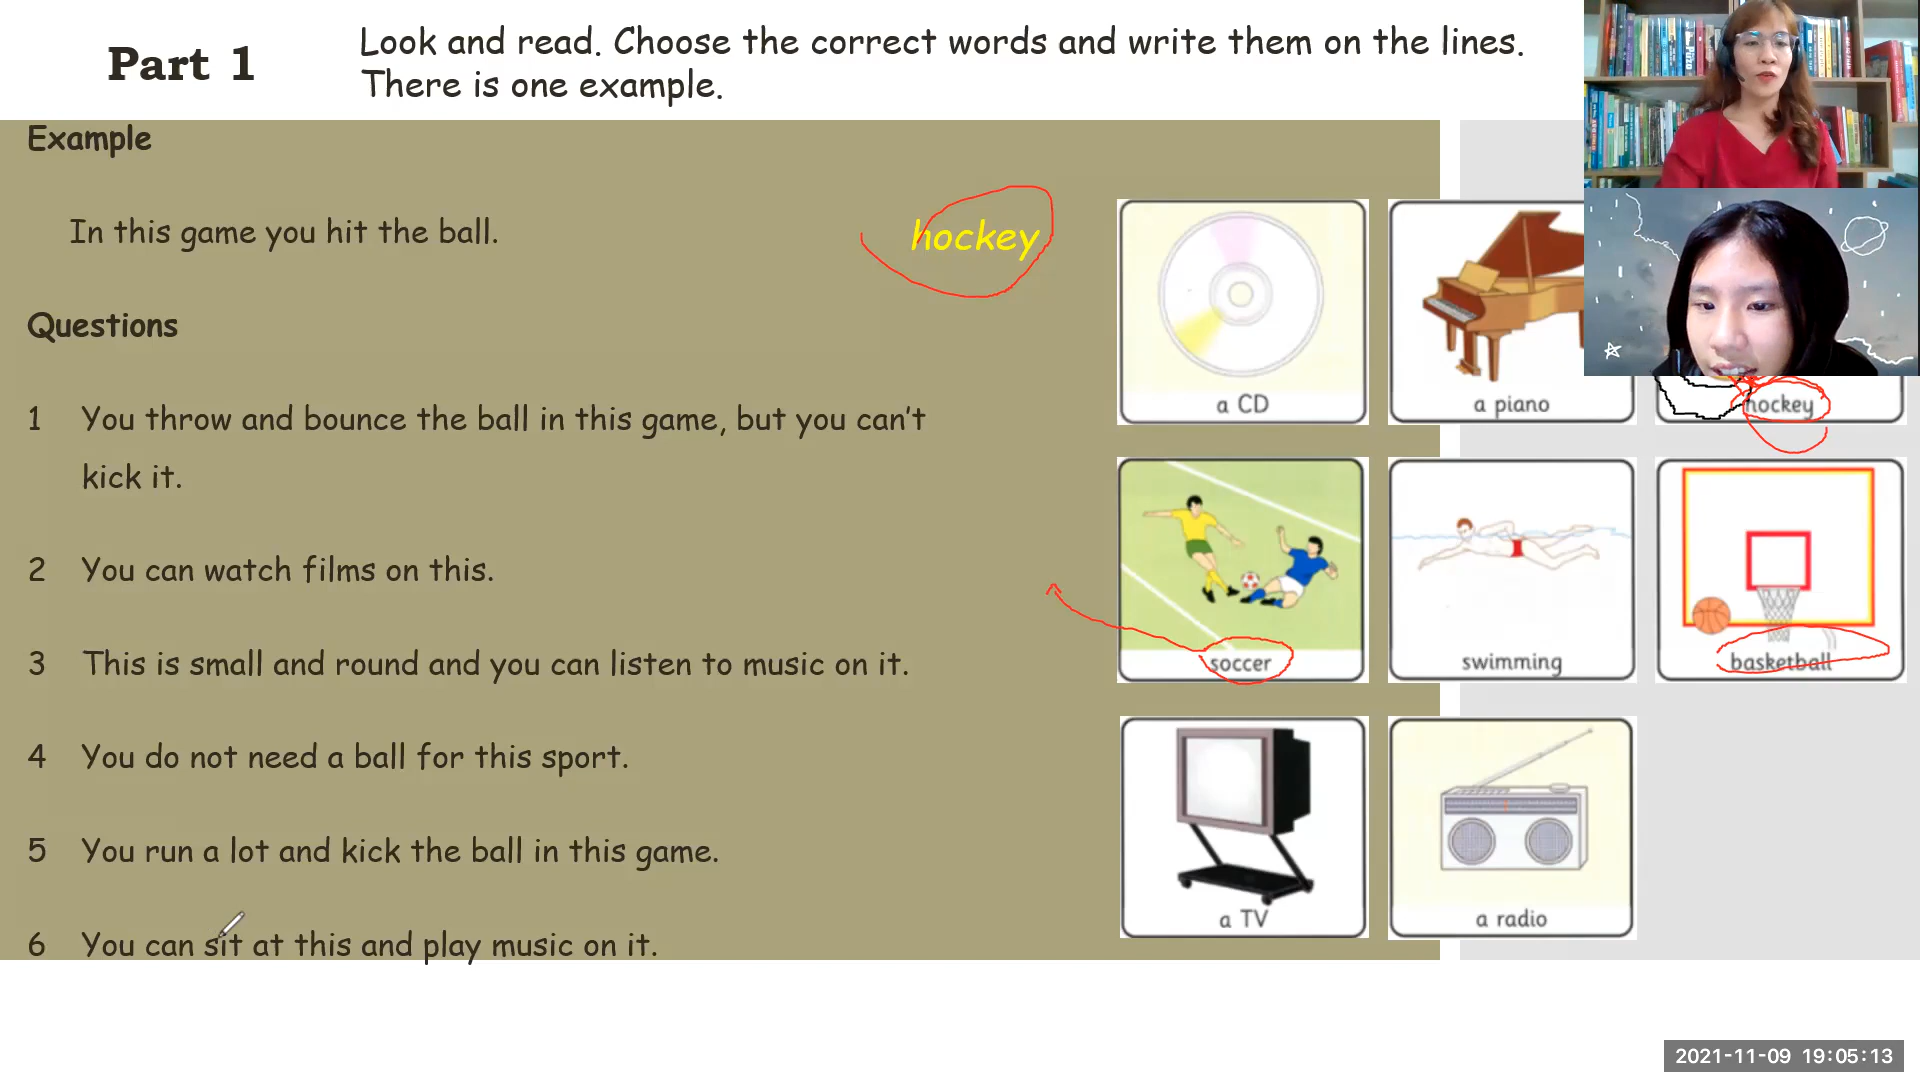 Part 1
Look and read. Choose the correct words and write them on the lines.
There is one example.
Example
In this game you hit the ball.
hockey
Questions
1 You throw and bounce the ball in this game, but you can't
kick it.
2 You can watch films on this.
3 This is small and round and you can listen to music on it.
4 You do not need a ball for this sport.
5 You run a lot and kick the ball in this game.
6 You can sit at this and play music on it.
a CD
a piano
hockey
soccer
swimming
basketball
a TV
a radio
2021-11-09 19:05:13